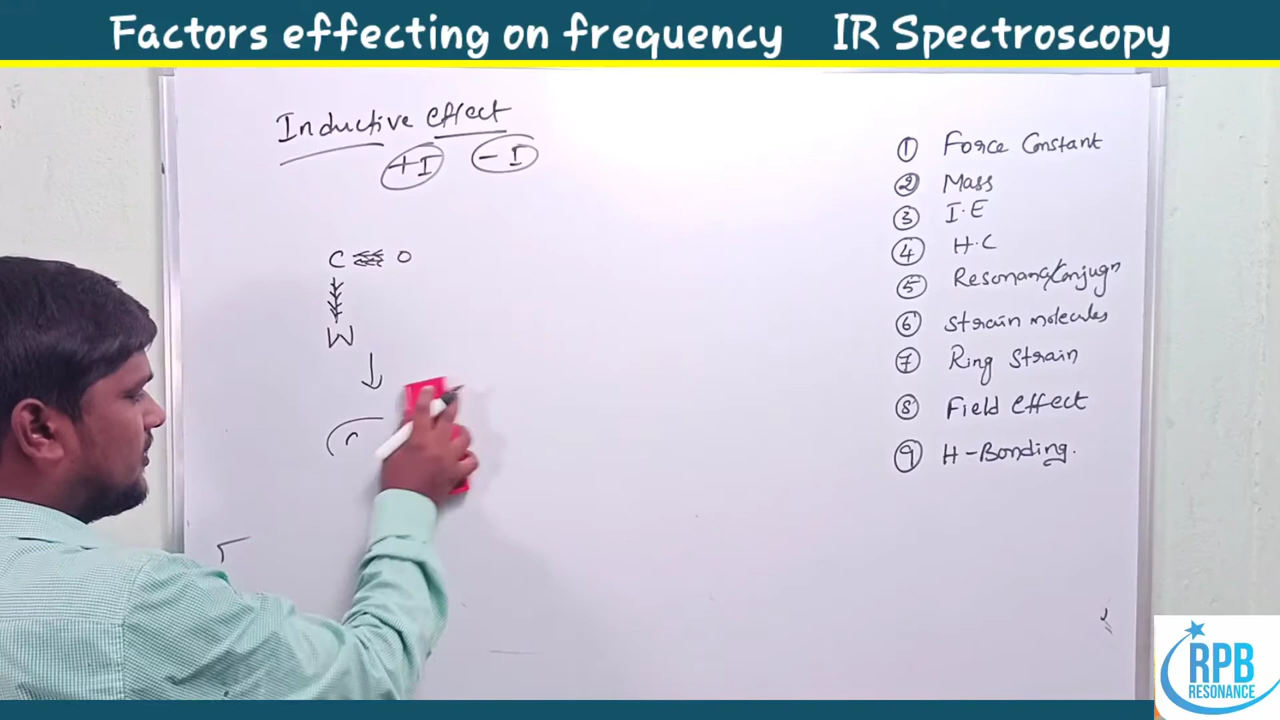 Factors effecting on frequency IR Spectroscopy
Inductive effect
+I -I
C O
W
1 Force Constant
2 Mass
3 I.E
4 H.C
5 Resonanc/Conjugn
6 Strain molecules
7 Ring Strain
8 Field effect
9 H-Bonding.
RPB
RESONANCE